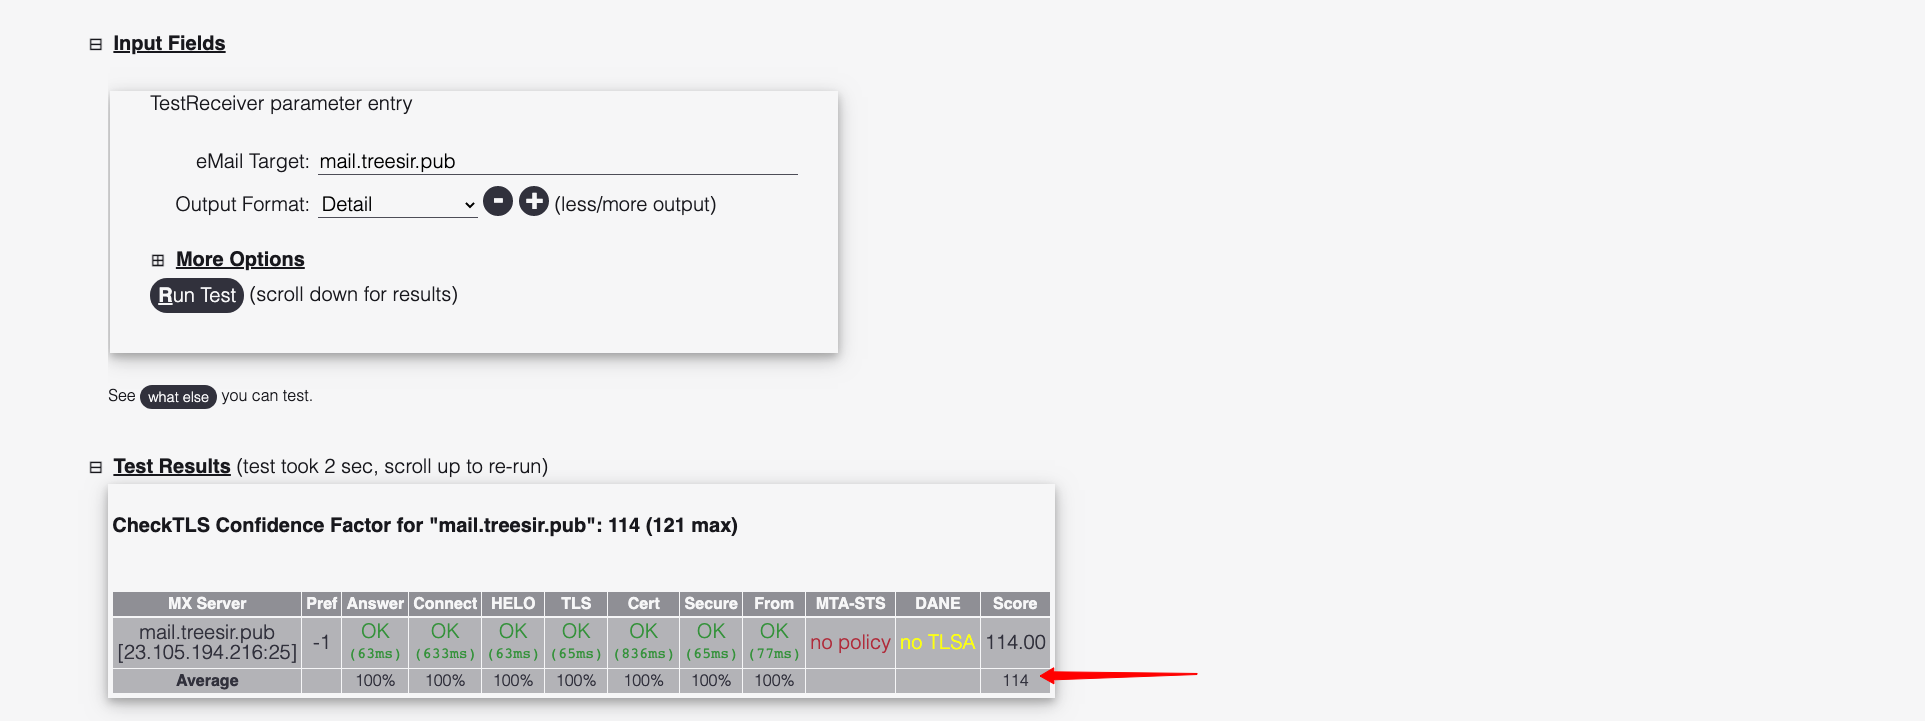 Input Fields
TestReceiver parameter entry
eMail Target: mail.treesir.pub
Output Format: Detail - + (less/more output)
More Options
Run Test (scroll down for results)
See what else you can test.
Test Results (test took 2 sec, scroll up to re-run)
CheckTLS Confidence Factor for "mail.treesir.pub": 114 (121 max)
MX Server Pref Answer Connect HELO TLS Cert Secure From MTA-STS DANE Score
mail.treesir.pub [23.105.194.216:25] -1 OK (63ms) OK (633ms) OK (63ms) OK (65ms) OK (836ms) OK (65ms) OK (77ms) no policy no TLSA 114.00
Average 100% 100% 100% 100% 100% 100% 100% 114